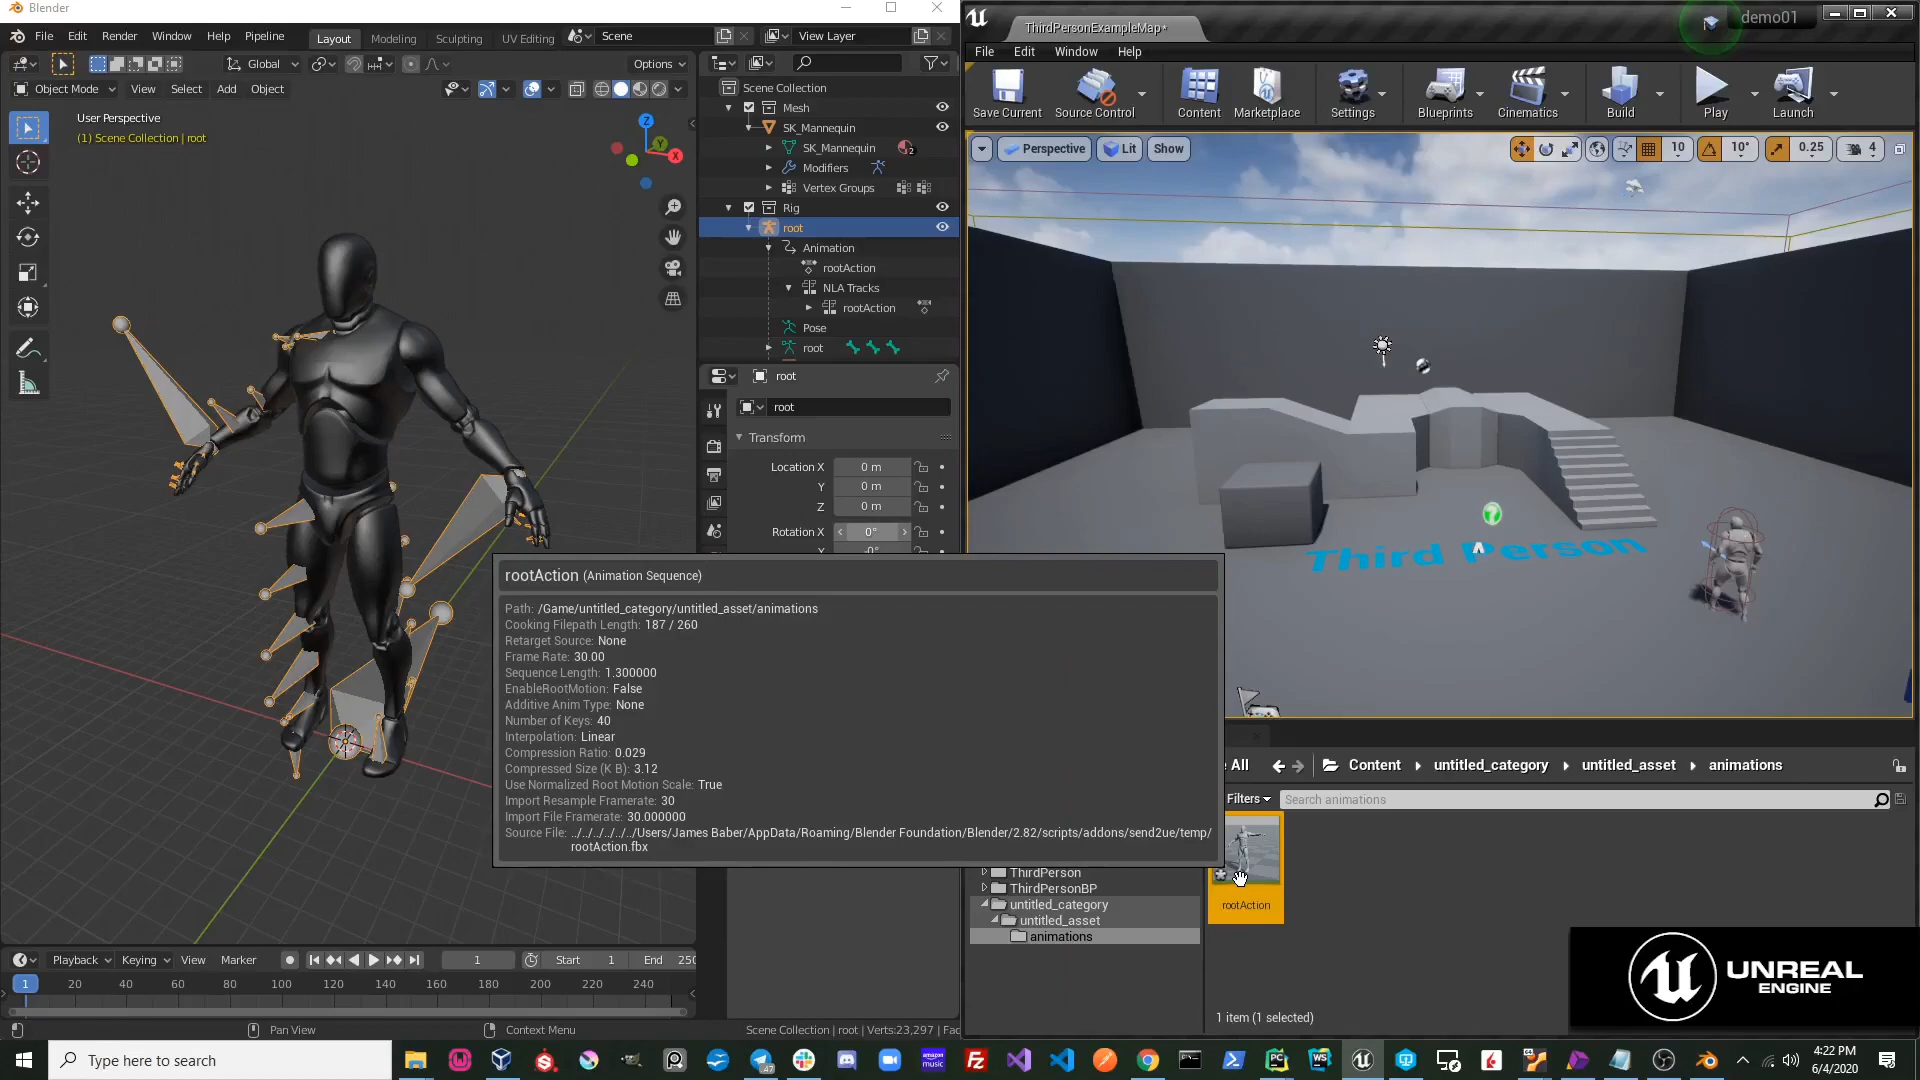 Blender
File Edit Render Window Help Pipeline
Layout Modeling Sculpting UV Editing
Scene
View Layer
Global
Options
Object Mode View Select Add Object
User Perspective
(1) Scene Collection | root
Z
Y
X
Scene Collection
Mesh
SK_Mannequin
SK_Mannequin
2
Modifiers
Vertex Groups
Rig
root
Animation
rootAction
NLA Tracks
rootAction
Pose
root
root
root
Transform
Location X 0 m
Y 0 m
Z 0 m
Rotation X 0°
rootAction (Animation Sequence)
Path: /Game/untitled_category/untitled_asset/animations
Cooking Filepath Length: 187 / 260
Retarget Source: None
Frame Rate: 30.00
Sequence Length: 1.300000
EnableRootMotion: False
Additive Anim Type: None
Number of Keys: 40
Interpolation: Linear
Compression Ratio: 0.029
Compressed Size (K B): 3.12
Use Normalized Root Motion Scale: True
Import Resample Framerate: 30
Import File Framerate: 30.000000
Source File: ../../../../../../Users/James Baber/AppData/Roaming/Blender Foundation/Blender/2.82/scripts/addons/send2ue/temp/
rootAction.fbx
Playback Keying View Marker
1
Start 1 End 250
1 20 40 60 80 100 120 140 160 180 200 220 240
Pan View
Context Menu
Scene Collection | root | Verts:23,297 | Fac
ThirdPersonExampleMap*
demo01
File Edit Window Help
Save Current Source Control Content Marketplace Settings Blueprints Cinematics Build Play Launch
Perspective Lit Show
10 10° 0.25 4
Third Person
All
Content untitled_category untitled_asset animations
Filters
Search animations
ThirdPerson
ThirdPersonBP
untitled_category
untitled_asset
animations
rootAction
1 item (1 selected)
UNREAL
ENGINE
Type here to search
47
4:22 PM
6/4/2020